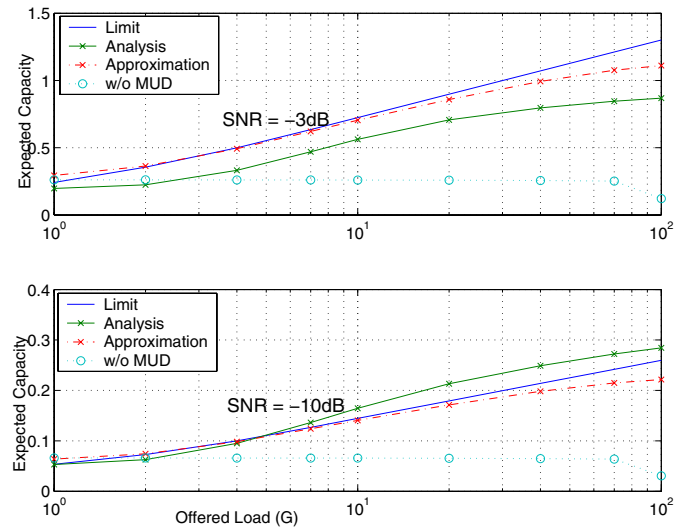 1.5
1
0.5
0
Expected Capacity
Limit
Analysis
Approximation
w/o MUD
SNR = −3dB
10^0
10^1
10^2
0.4
0.3
0.2
0.1
0
Expected Capacity
Limit
Analysis
Approximation
w/o MUD
SNR = −10dB
10^0
10^1
10^2
Offered Load (G)